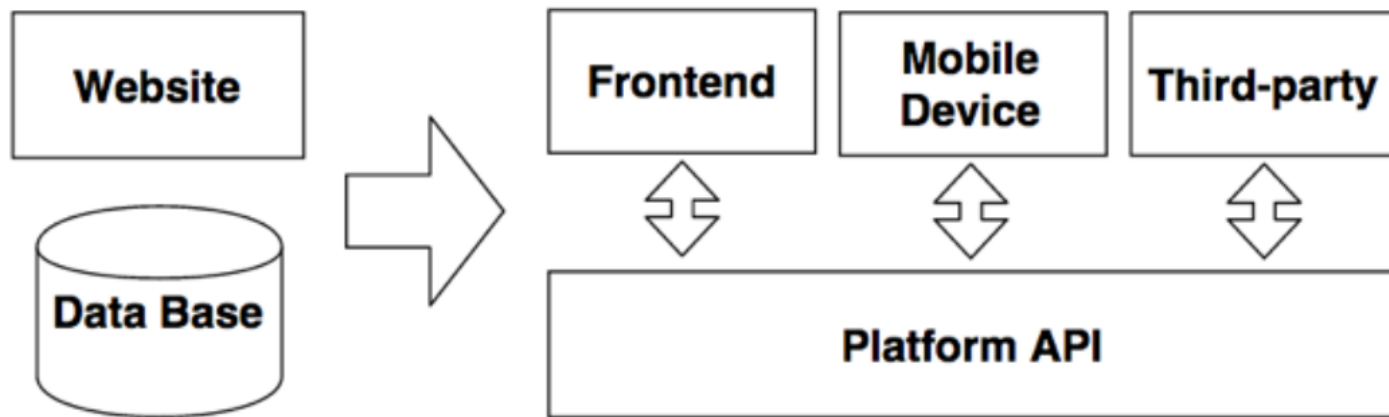 Website
Data Base
Frontend
Mobile
Device
Third-party
Platform API